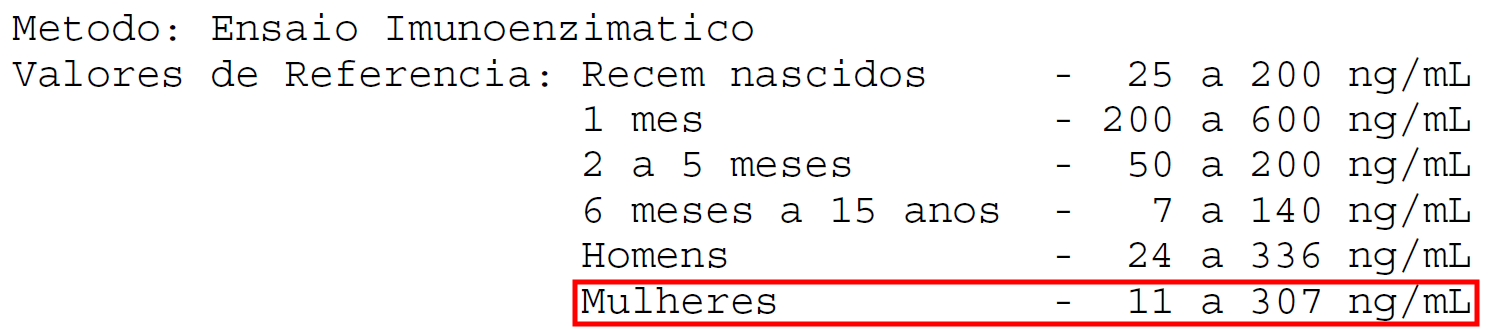 Metodo: Ensaio Imunoenzimatico
Valores de Referencia: Recem nascidos - 25 a 200 ng/mL
1 mes - 200 a 600 ng/mL
2 a 5 meses - 50 a 200 ng/mL
6 meses a 15 anos - 7 a 140 ng/mL
Homens - 24 a 336 ng/mL
Mulheres - 11 a 307 ng/mL